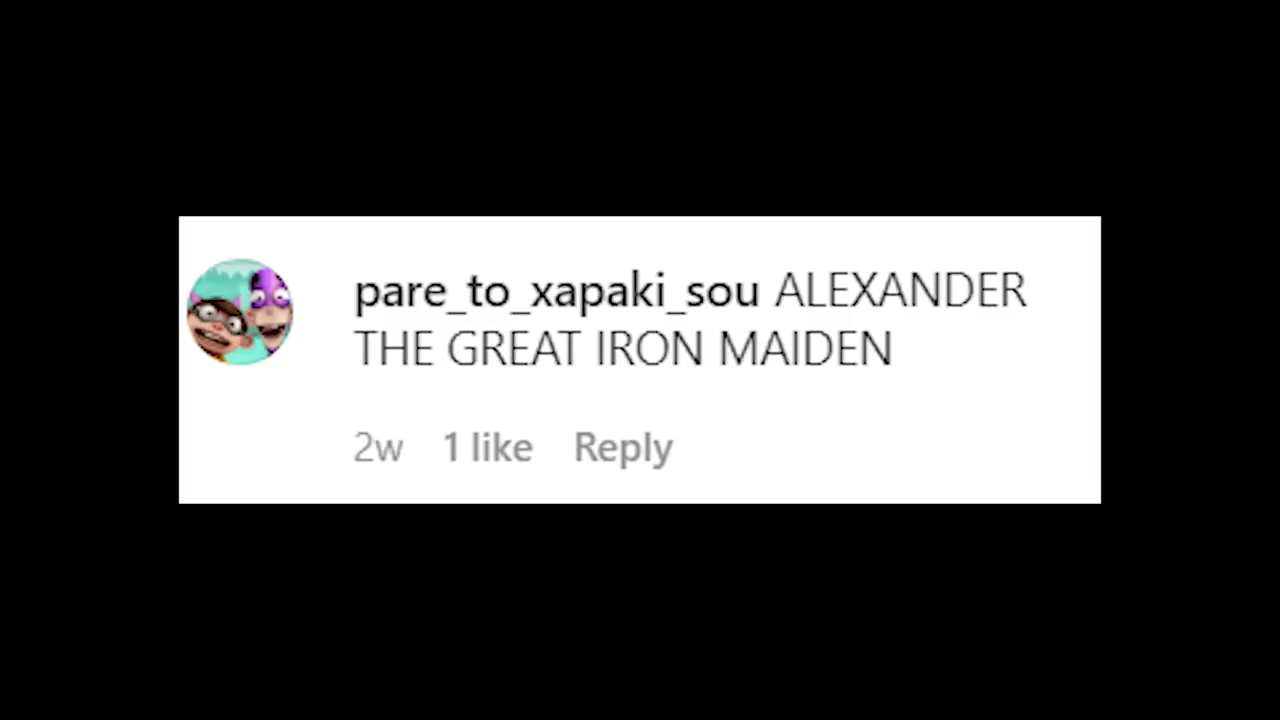 pare_to_xapaki_sou ALEXANDER
THE GREAT IRON MAIDEN
2w 1 like Reply